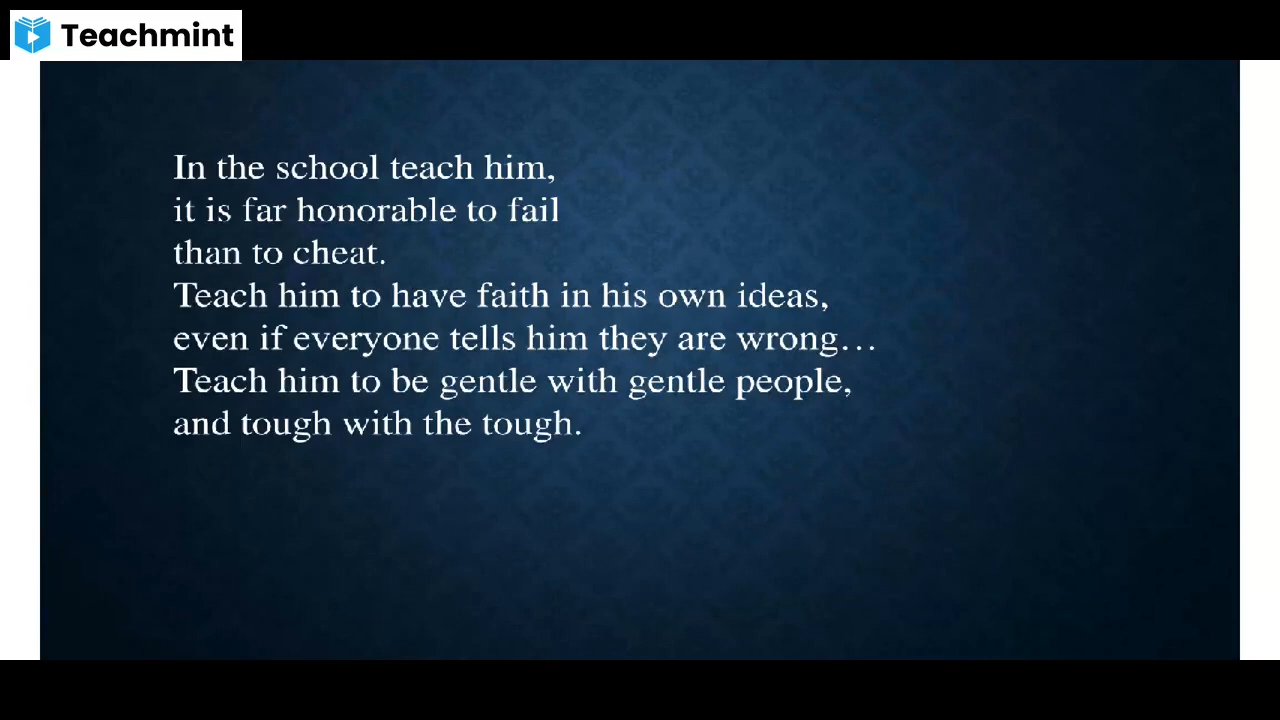 Teachmint
In the school teach him,
it is far honorable to fail
than to cheat.
Teach him to have faith in his own ideas,
even if everyone tells him they are wrong…
Teach him to be gentle with gentle people,
and tough with the tough.